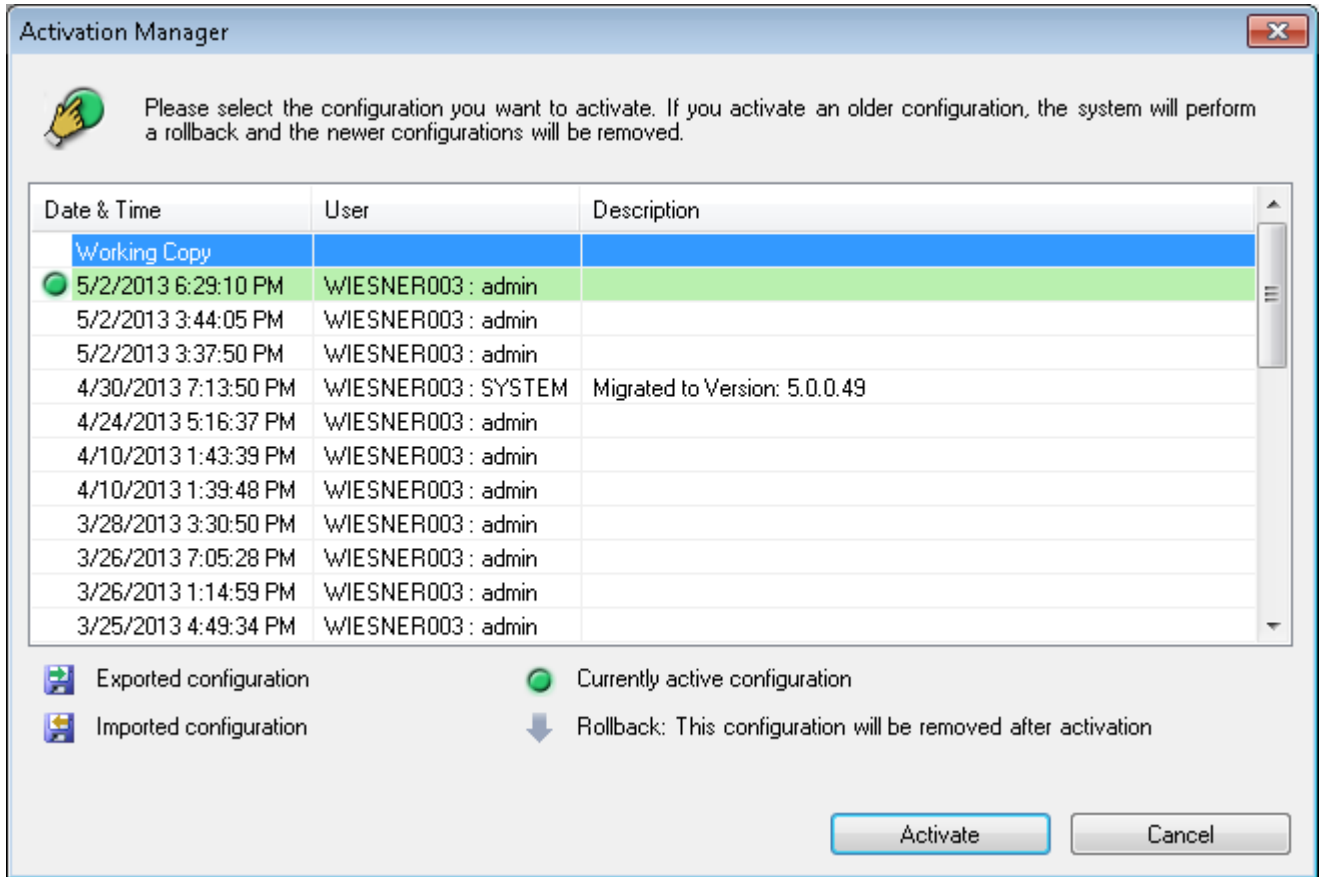 Activation Manager
Please select the configuration you want to activate. If you activate an older configuration, the system will perform
a rollback and the newer configurations will be removed.
Date & Time User Description
Working Copy
5/2/2013 6:29:10 PM WIESNER003 : admin
5/2/2013 3:44:05 PM WIESNER003 : admin
5/2/2013 3:37:50 PM WIESNER003 : admin
4/30/2013 7:13:50 PM WIESNER003 : SYSTEM Migrated to Version: 5.0.0.49
4/24/2013 5:16:37 PM WIESNER003 : admin
4/10/2013 1:43:39 PM WIESNER003 : admin
4/10/2013 1:39:48 PM WIESNER003 : admin
3/28/2013 3:30:50 PM WIESNER003 : admin
3/26/2013 7:05:28 PM WIESNER003 : admin
3/26/2013 1:14:59 PM WIESNER003 : admin
3/25/2013 4:49:34 PM WIESNER003 : admin
Exported configuration Currently active configuration
Imported configuration Rollback: This configuration will be removed after activation
Activate Cancel